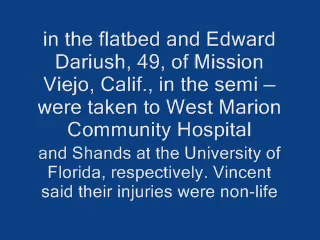 in the flatbed and Edward
Dariush, 49, of Mission
Viejo, Calif., in the semi —
were taken to West Marion
Community Hospital
and Shands at the University of
Florida, respectively. Vincent
said their injuries were non-life